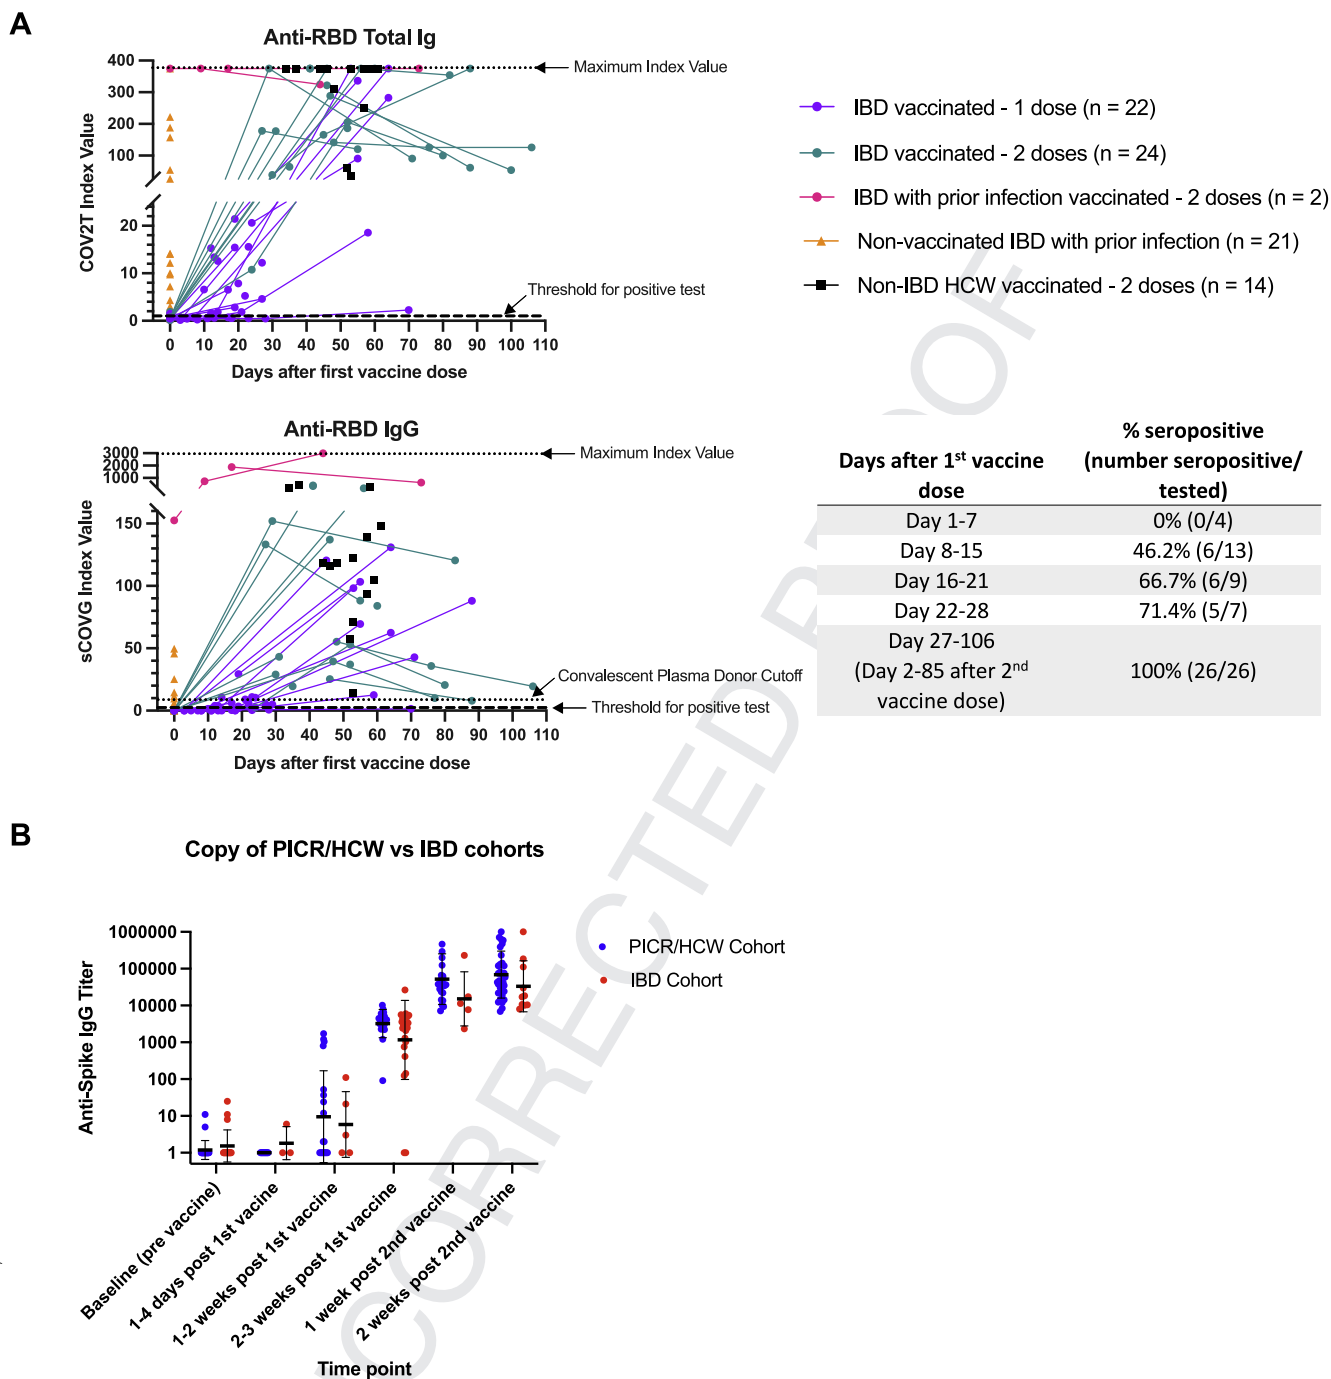 A
Anti-RBD Total Ig
COV2T Index Value
400
300
200
100
20
10
0
Maximum Index Value
Threshold for positive test
0 10 20 30 40 50 60 70 80 90 100 110
Days after first vaccine dose
IBD vaccinated - 1 dose (n = 22)
IBD vaccinated - 2 doses (n = 24)
IBD with prior infection vaccinated - 2 doses (n = 2)
Non-vaccinated IBD with prior infection (n = 21)
Non-IBD HCW vaccinated - 2 doses (n = 14)
Anti-RBD IgG
sCOVG Index Value
3000
2000
1000
150
100
50
0
Maximum Index Value
Convalescent Plasma Donor Cutoff
Threshold for positive test
0 10 20 30 40 50 60 70 80 90 100 110
Days after first vaccine dose
Days after 1st vaccine dose
% seropositive (number seropositive/ tested)
Day 1-7 0% (0/4)
Day 8-15 46.2% (6/13)
Day 16-21 66.7% (6/9)
Day 22-28 71.4% (5/7)
Day 27-106
(Day 2-85 after 2nd 100% (26/26)
vaccine dose)
B
Copy of PICR/HCW vs IBD cohorts
Anti-Spike IgG Titer
1000000
100000
10000
1000
100
10
1
PICR/HCW Cohort
IBD Cohort
Baseline (pre vaccine)
1-4 days post 1st vacine
1-2 weeks post 1st vaccine
2-3 weeks post 1st vaccine
1 week post 2nd vaccine
2 weeks post 2nd vaccine
Time point
CORRECTED PROOF